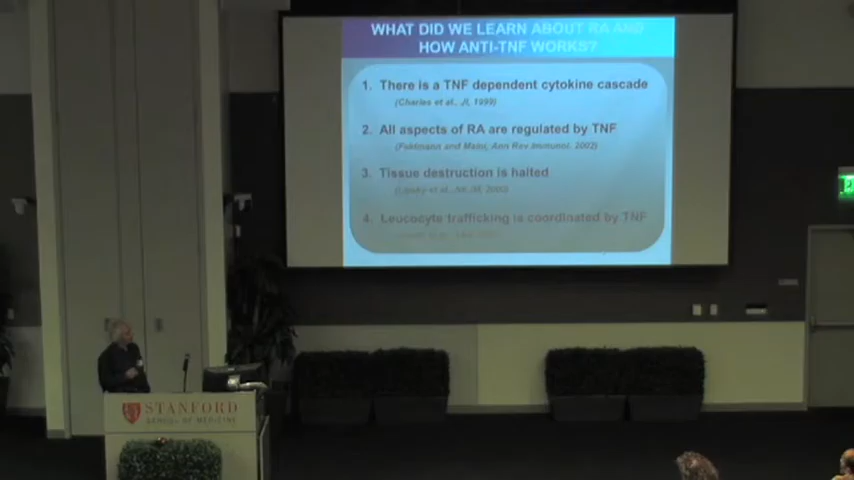 WHAT DID WE LEARN ABOUT RA AND
HOW ANTI-TNF WORKS?
1. There is a TNF dependent cytokine cascade
(Charles et al., JI, 1999)
2. All aspects of RA are regulated by TNF
(Feldmann and Maini, Ann Rev Immunol. 2002)
3. Tissue destruction is halted
4. Leucocyte trafficking is coordinated by TNF
STANFORD
SCHOOL OF MEDICINE